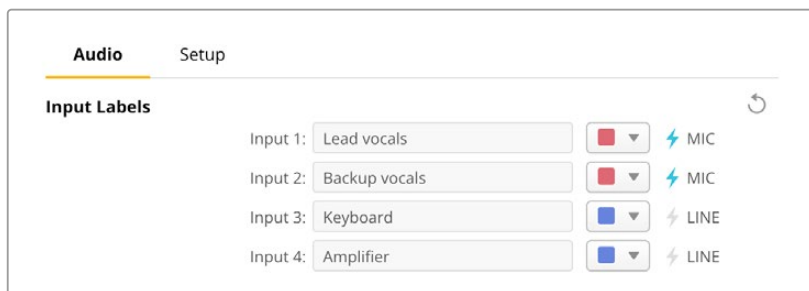 Audio Setup
Input Labels
Input 1: Lead vocals MIC
Input 2: Backup vocals MIC
Input 3: Keyboard LINE
Input 4: Amplifier LINE